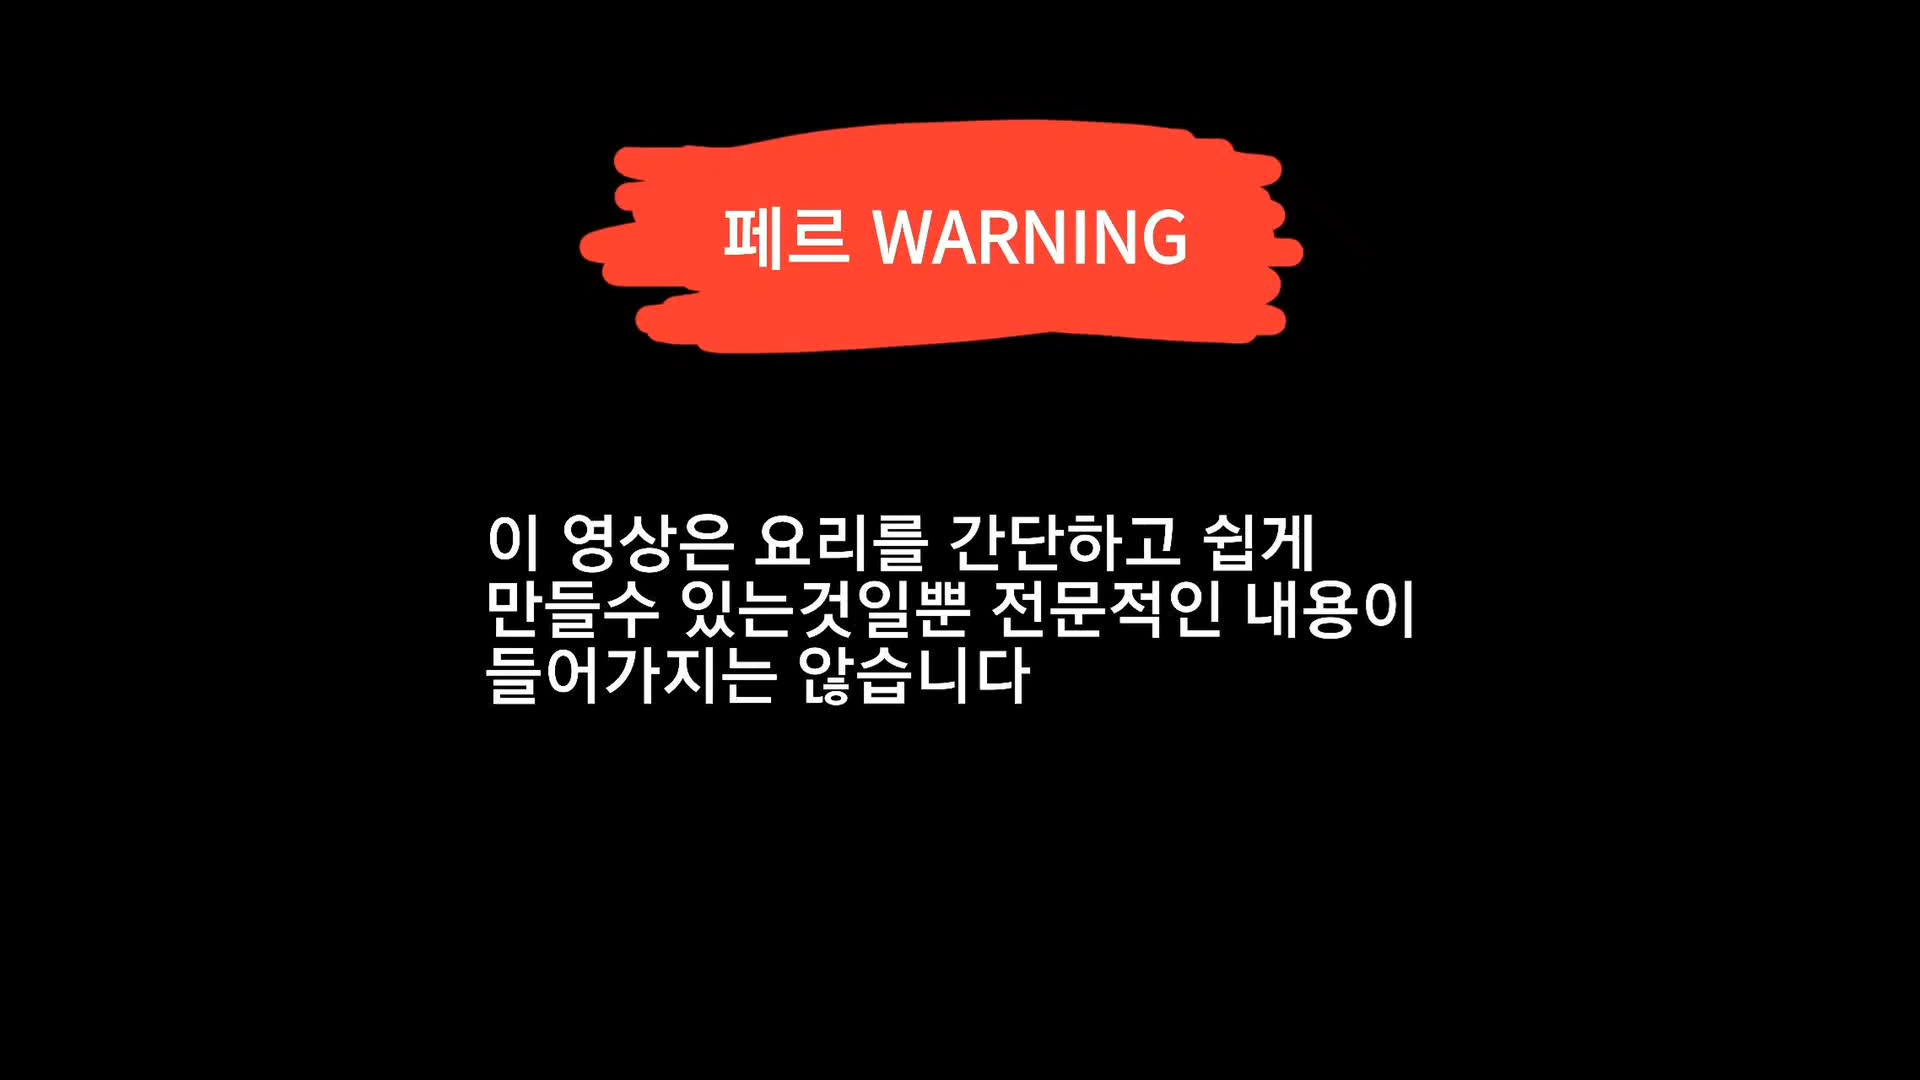 페르 WARNING
이 영상은 요리를 간단하고 쉽게
만들수 있는것일뿐 전문적인 내용이
들어가지는 않습니다